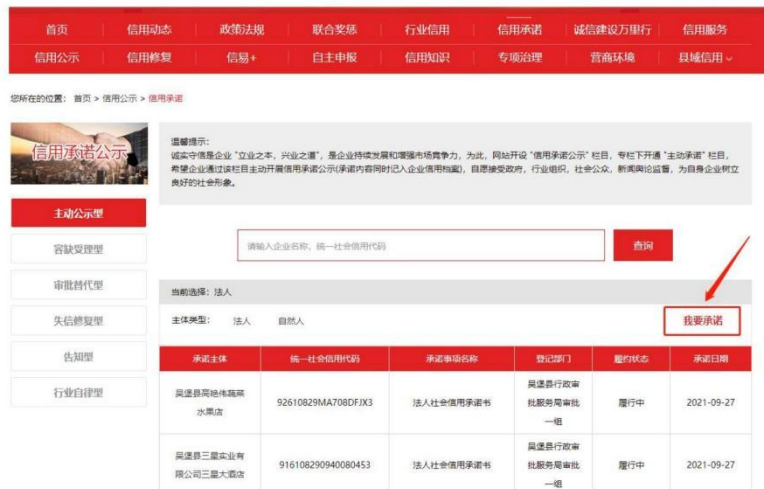 首页 信用动态 政策法规 联合奖惩 行业信用 信用承诺 诚信建设万里行 信用服务
信用公示 信用修复 信易+ 自主申报 信用知识 专项治理 营商环境 县域信用
您所在的位置： 首页 > 信用公示 > 信用承诺
信用承诺公示
温馨提示：
诚实守信是企业 "立业之本，兴业之道"，是企业持续发展和增强市场竞争力，为此，网站开设 "信用承诺公示" 栏目，专栏下开通 "主动承诺" 栏目，
希望企业通过该栏目主动开展信用承诺公示(承诺内容同时记入企业信用档案)，自愿接受政府，行业组织，社会公众，新闻舆论监督，为自身企业树立
良好的社会形象。
主动公示型
容缺受理型
审批替代型
失信修复型
告知型
行业自律型
请输入企业名称、统一社会信用代码
查询
当前选择：法人
主体类型： 法人 自然人
我要承诺
承诺主体 统一社会信用代码 承诺事项名称 登记部门 履约状态 承诺日期
吴堡县高艳伟蔬菜
水果店
92610829MA708DFJX3
法人社会信用承诺书
吴堡县行政审
批服务局审批
一组
履行中
2021-09-27
吴堡县三星实业有
限公司三星大酒店
916108290940080453
法人社会信用承诺书
吴堡县行政审
批服务局审批
一组
履行中
2021-09-27